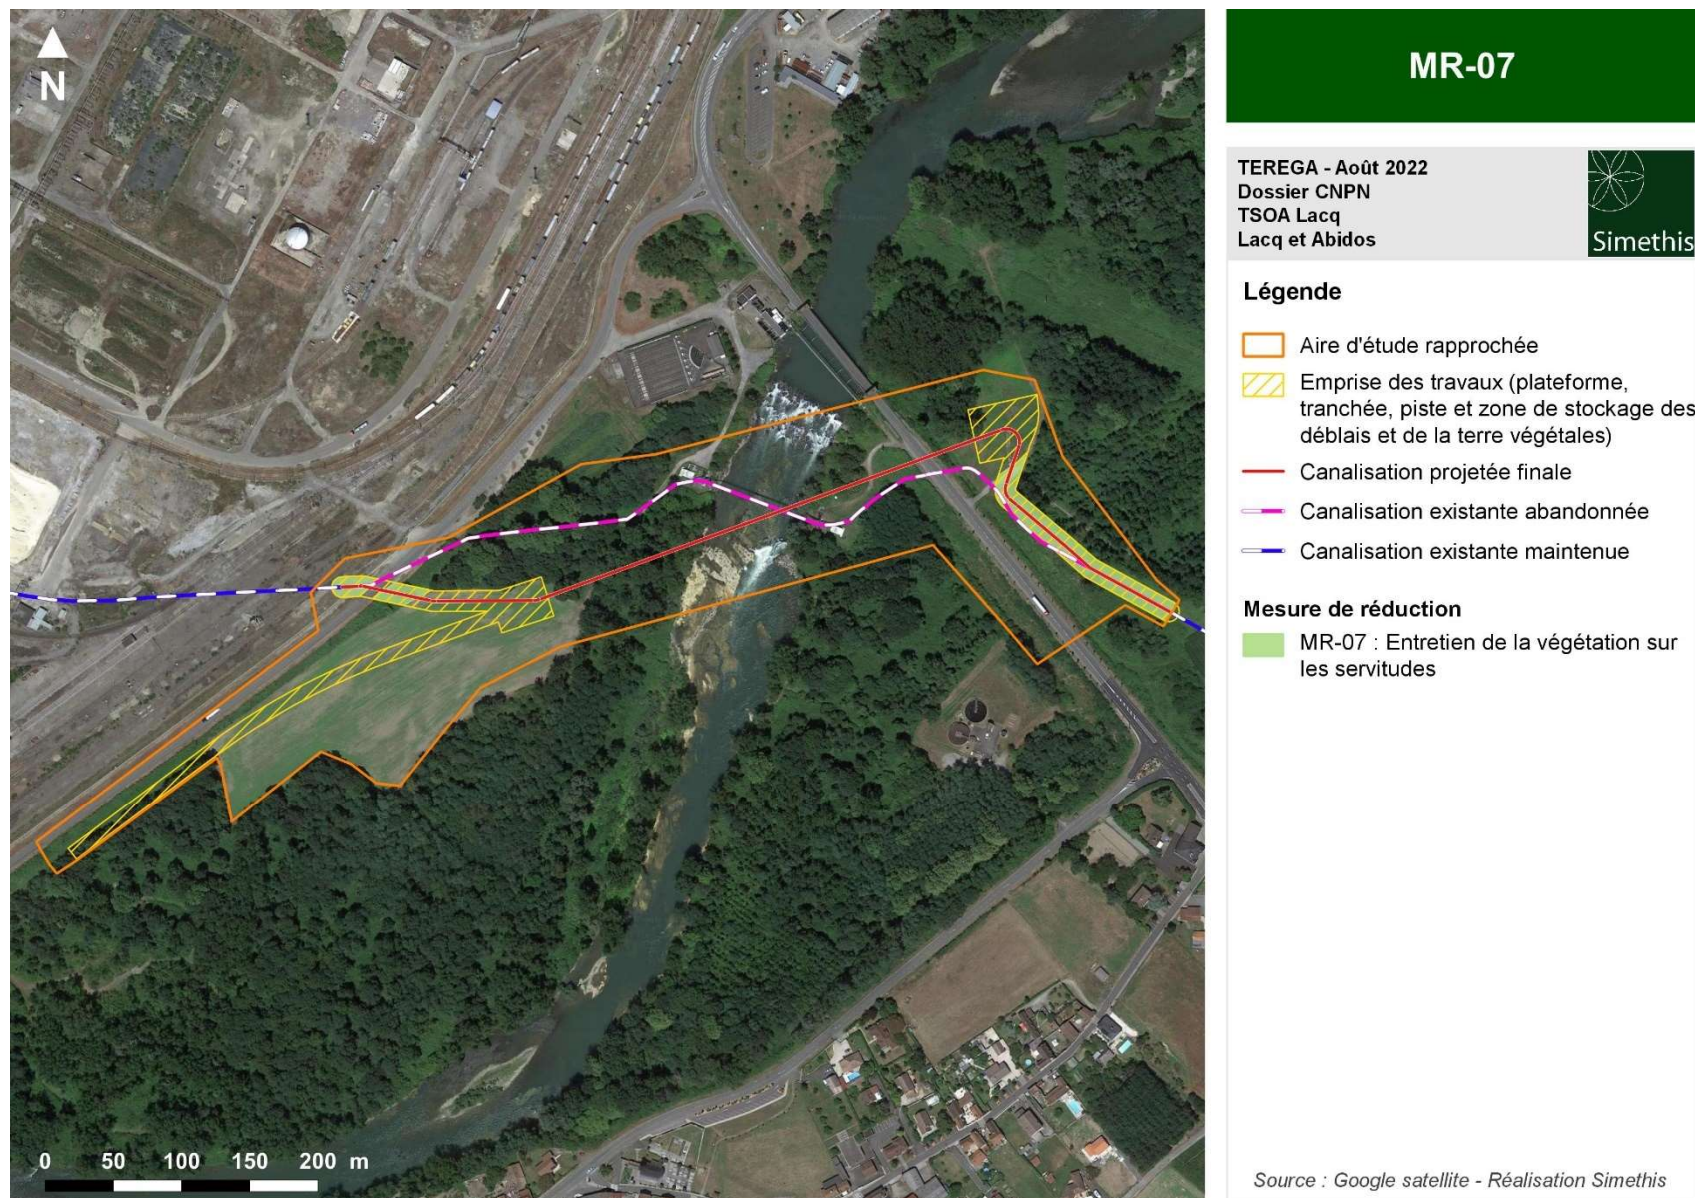 N
MR-07
TEREGA - Août 2022
Dossier CNPN
TSOA Lacq
Lacq et Abidos
Simethis
Légende
Aire d'étude rapprochée
Emprise des travaux (plateforme,
tranchée, piste et zone de stockage des
déblais et de la terre végétales)
Canalisation projetée finale
Canalisation existante abandonnée
Canalisation existante maintenue
Mesure de réduction
MR-07 : Entretien de la végétation sur
les servitudes
0 50 100 150 200 m
Source : Google satellite - Réalisation Simethis